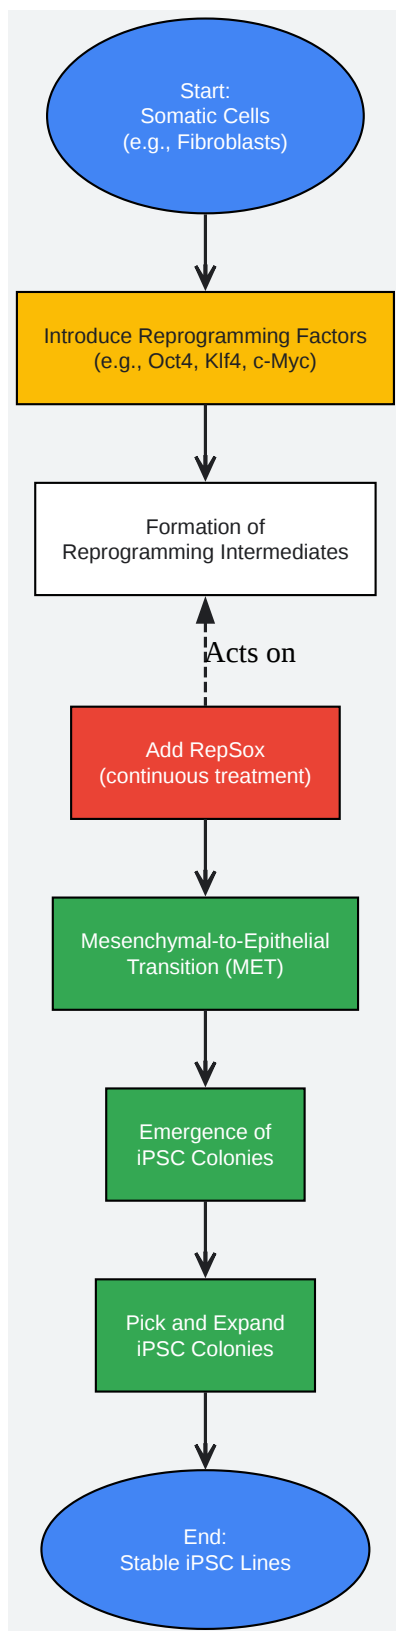 Start:
Somatic Cells
(e.g., Fibroblasts)
Introduce Reprogramming Factors
(e.g., Oct4, Klf4, c-Myc)
Formation of
Reprogramming Intermediates
Acts on
Add RepSox
(continuous treatment)
Mesenchymal-to-Epithelial
Transition (MET)
Emergence of
iPSC Colonies
Pick and Expand
iPSC Colonies
End:
Stable iPSC Lines